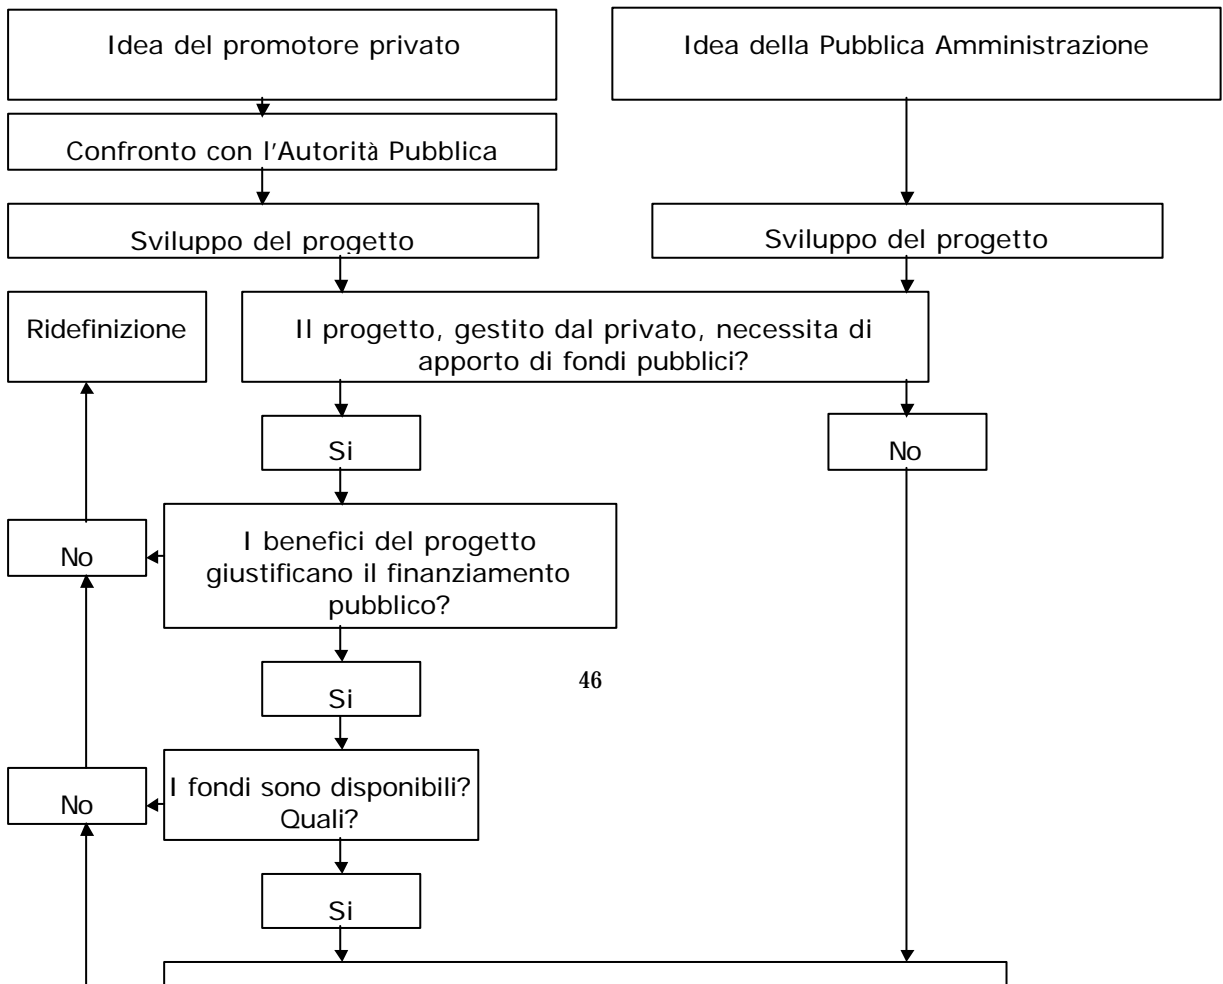 Idea del promotore privato
Idea della Pubblica Amministrazione
Confronto con l'Autorità Pubblica
Sviluppo del progetto
Sviluppo del progetto
Ridefinizione
Il progetto, gestito dal privato, necessita di
apporto di fondi pubblici?
Si
No
No
I benefici del progetto
giustificano il finanziamento
pubblico?
Si
46
No
I fondi sono disponibili?
Quali?
Si